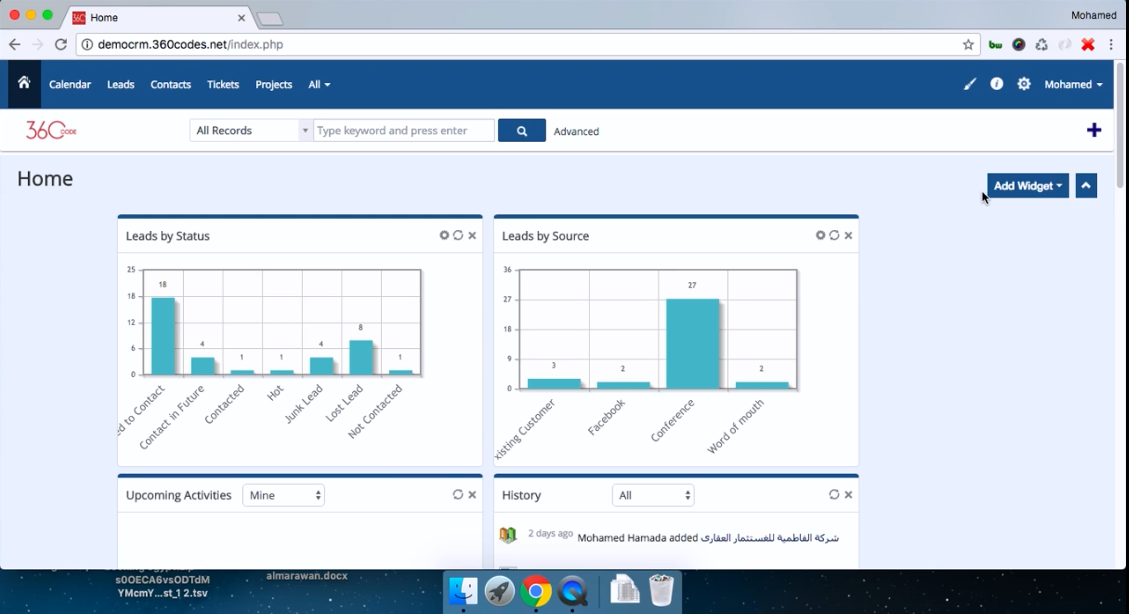 Home
Mohamed
democrm.360codes.net/index.php
bw
Calendar Leads Contacts Tickets Projects All
Mohamed
360 CODE
All Records Type keyword and press enter Advanced
Home
Add Widget
Leads by Status
25
18
12
6
0
18
4
1
1
4
8
1
ed to Contact
Contact in Future
Contacted
Hot
Junk Lead
Lost Lead
Not Contacted
Leads by Source
36
27
18
9
0
3
2
27
2
xisting Customer
Facebook
Conference
Word of mouth
Upcoming Activities Mine
History All
2 days ago Mohamed Hamada added شركة الفاطمية للغستثمار العقارى
s0OECA6vsODTdM
YMcmY...st_1 2.tsv
almarawan.docx